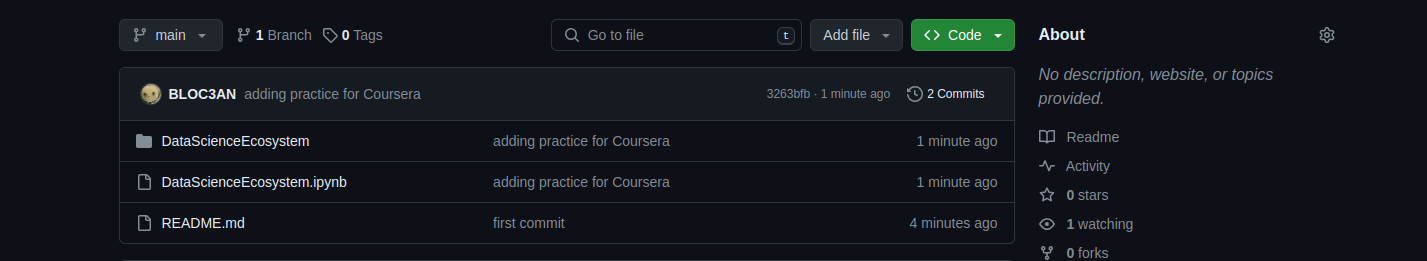 main 1 Branch 0 Tags Go to file t Add file Code
BLOC3AN adding practice for Coursera 3263bfb · 1 minute ago 2 Commits
DataScienceEcosystem adding practice for Coursera 1 minute ago
DataScienceEcosystem.ipynb adding practice for Coursera 1 minute ago
README.md first commit 4 minutes ago
About
No description, website, or topics
provided.
Readme
Activity
0 stars
1 watching
0 forks